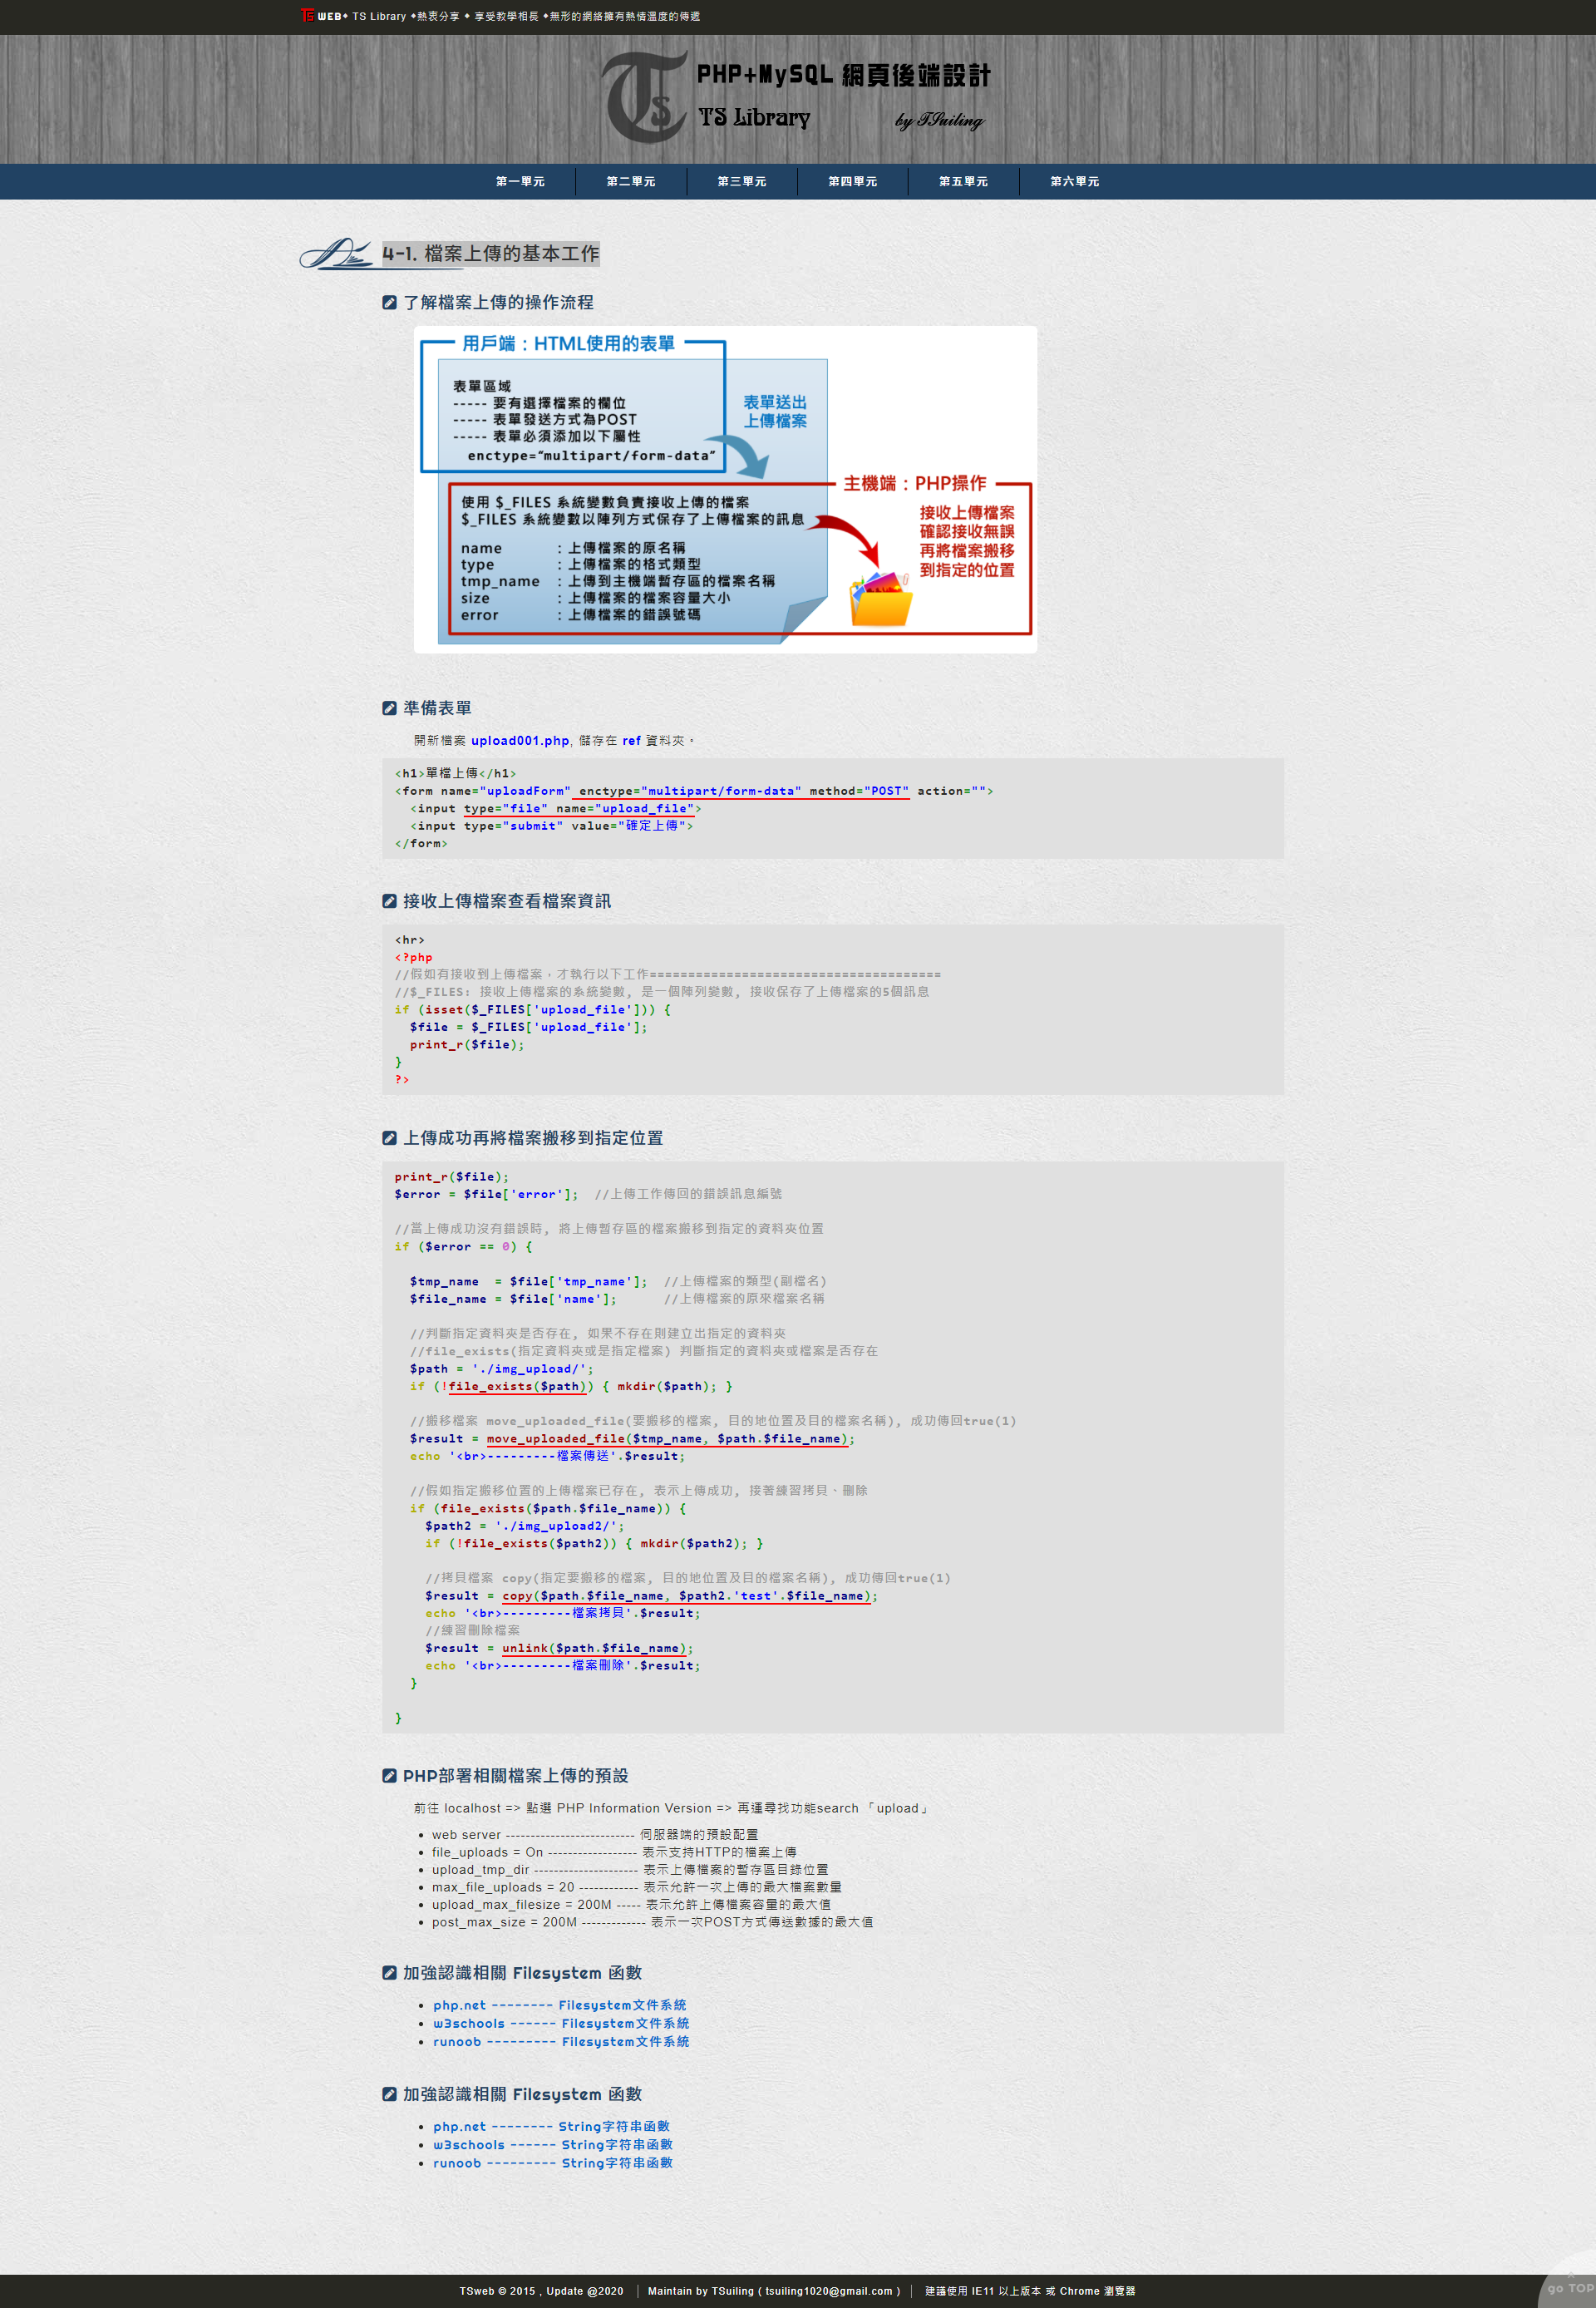 TS WEB♦ TS Library ♦熱衷分享 ♦ 享受教學相長 ♦無形的網絡擁有熱情溫度的傳遞
PHP+MySQL 網頁後端設計
TS Library by TSuiling
第一單元 第二單元 第三單元 第四單元 第五單元 第六單元
4-1. 檔案上傳的基本工作
了解檔案上傳的操作流程
用戶端：HTML使用的表單
表單區域
----- 要有選擇檔案的欄位
----- 表單發送方式為POST
----- 表單必須添加以下屬性
enctype="multipart/form-data"
表單送出
上傳檔案
主機端：PHP操作
使用 $_FILES 系統變數負責接收上傳的檔案
$_FILES 系統變數以陣列方式保存了上傳檔案的訊息
name ：上傳檔案的原名稱
type ：上傳檔案的格式類型
tmp_name ：上傳到主機端暫存區的檔案名稱
size ：上傳檔案的檔案容量大小
error ：上傳檔案的錯誤號碼
接收上傳檔案
確認接收無誤
再將檔案搬移
到指定的位置
準備表單
開新檔案 upload001.php, 儲存在 ref 資料夾。
<h1>單檔上傳</h1>
<form name="uploadForm" enctype="multipart/form-data" method="POST" action="">
  <input type="file" name="upload_file">
  <input type="submit" value="確定上傳">
</form>
接收上傳檔案查看檔案資訊
<hr>
<?php
//假如有接收到上傳檔案，才執行以下工作======================================
//$_FILES: 接收上傳檔案的系統變數, 是一個陣列變數, 接收保存了上傳檔案的5個訊息
if (isset($_FILES['upload_file'])) {
  $file = $_FILES['upload_file'];
  print_r($file);
}
?>
上傳成功再將檔案搬移到指定位置
print_r($file);
$error = $file['error'];  //上傳工作傳回的錯誤訊息編號
//當上傳成功沒有錯誤時, 將上傳暫存區的檔案搬移到指定的資料夾位置
if ($error == 0) {
  $tmp_name  = $file['tmp_name'];  //上傳檔案的類型(副檔名)
  $file_name = $file['name'];      //上傳檔案的原來檔案名稱
  //判斷指定資料夾是否存在, 如果不存在則建立出指定的資料夾
  //file_exists(指定資料夾或是指定檔案) 判斷指定的資料夾或檔案是否存在
  $path = './img_upload/';
  if (!file_exists($path)) { mkdir($path); }
  //搬移檔案 move_uploaded_file(要搬移的檔案, 目的地位置及目的檔案名稱), 成功傳回true(1)
  $result = move_uploaded_file($tmp_name, $path.$file_name);
  echo '<br>---------檔案傳送'.$result;
  //假如指定搬移位置的上傳檔案已存在, 表示上傳成功, 接著練習拷貝、刪除
  if (file_exists($path.$file_name)) {
    $path2 = './img_upload2/';
    if (!file_exists($path2)) { mkdir($path2); }
    //拷貝檔案 copy(指定要搬移的檔案, 目的地位置及目的檔案名稱), 成功傳回true(1)
    $result = copy($path.$file_name, $path2.'test'.$file_name);
    echo '<br>---------檔案拷貝'.$result;
    //練習刪除檔案
    $result = unlink($path.$file_name);
    echo '<br>---------檔案刪除'.$result;
  }
}
PHP部署相關檔案上傳的預設
前往 localhost => 點選 PHP Information Version => 再運尋找功能search「upload」
• web server -------------------------- 伺服器端的預設配置
• file_uploads = On ------------------ 表示支持HTTP的檔案上傳
• upload_tmp_dir --------------------- 表示上傳檔案的暫存區目錄位置
• max_file_uploads = 20 ------------ 表示允許一次上傳的最大檔案數量
• upload_max_filesize = 200M ----- 表示允許上傳檔案容量的最大值
• post_max_size = 200M ------------- 表示一次POST方式傳送數據的最大值
加強認識相關 Filesystem 函數
• php.net -------- Filesystem文件系統
• w3schools ------ Filesystem文件系統
• runoob --------- Filesystem文件系統
加強認識相關 Filesystem 函數
• php.net -------- String字符串函數
• w3schools ------ String字符串函數
• runoob --------- String字符串函數
TSweb © 2015 , Update @2020 | Maintain by TSuiling ( tsuiling1020@gmail.com ) | 建議使用 IE11 以上版本 或 Chrome 瀏覽器
go TOP